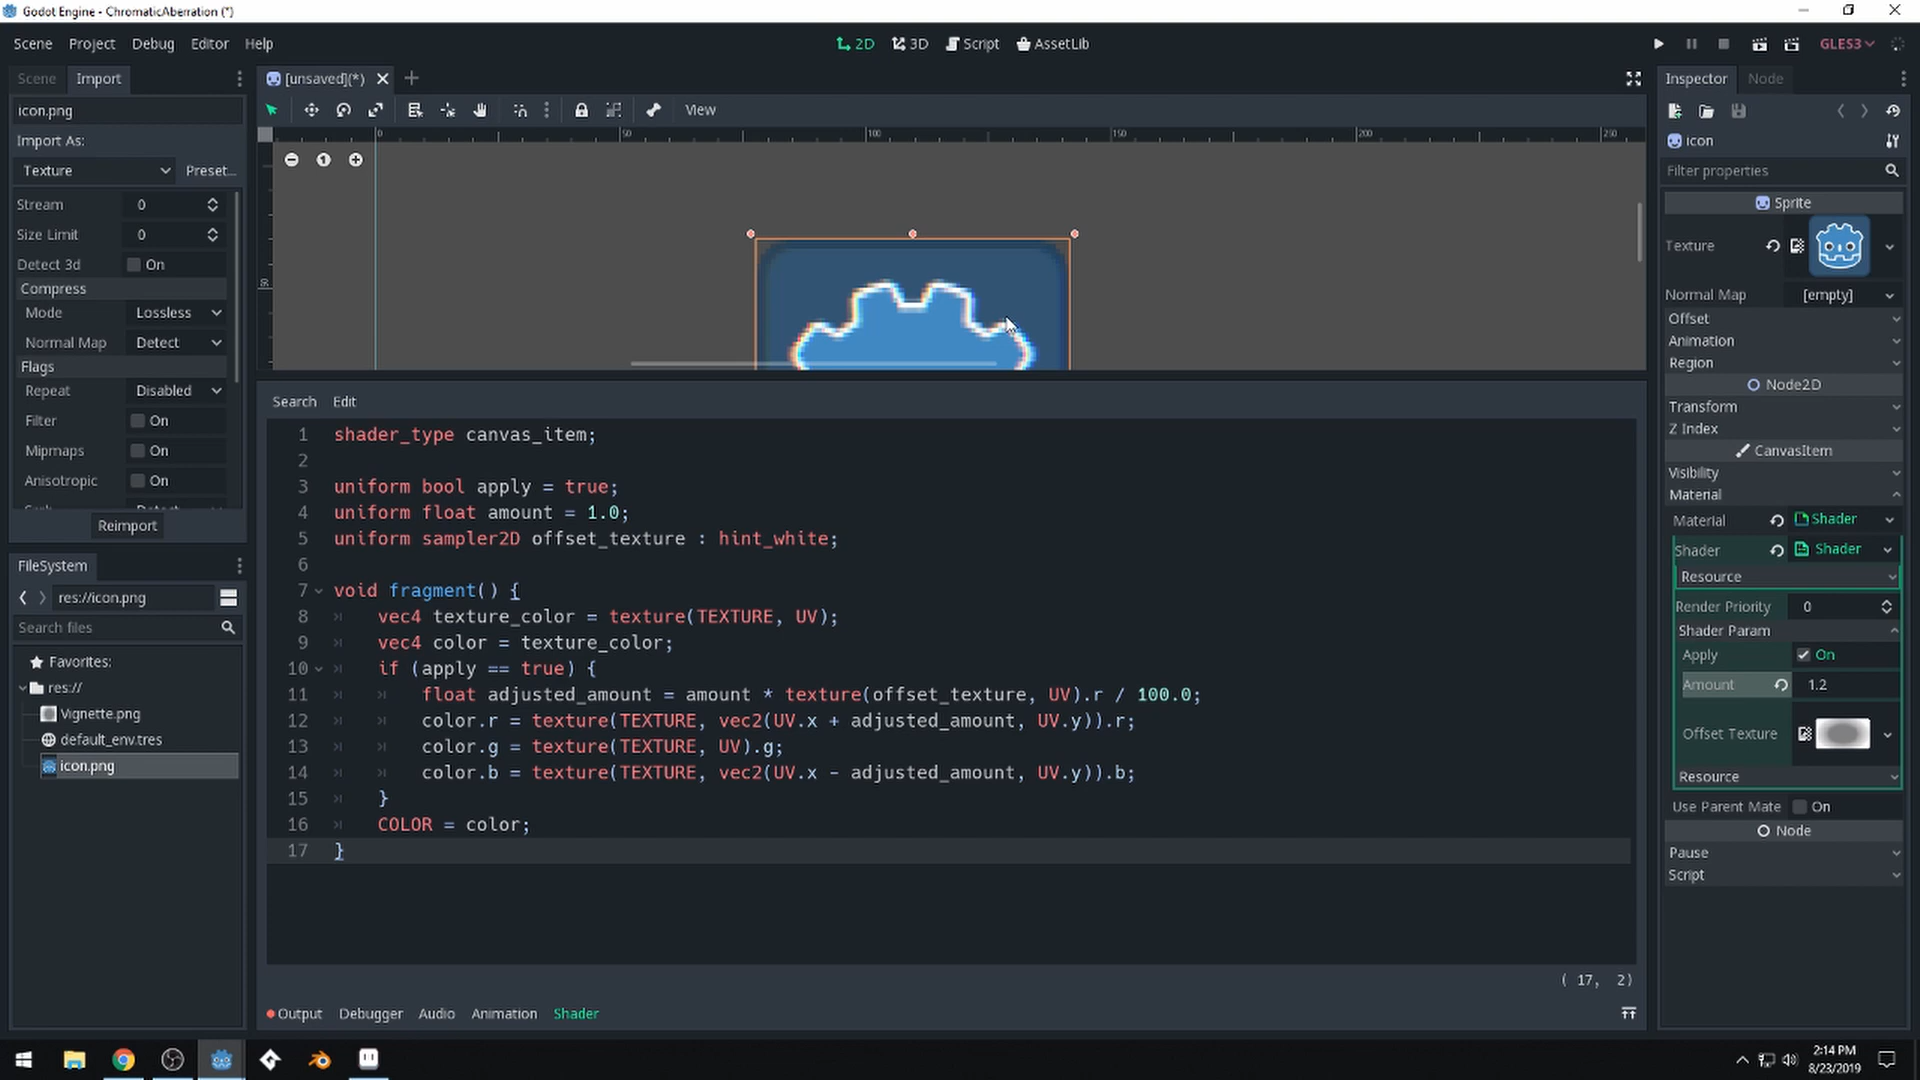 Godot Engine - ChromaticAberration (*)
Scene Project Debug Editor Help
2D 3D Script AssetLib
GLES3
Scene Import
icon.png
Import As:
Texture Preset...
Stream 0
Size Limit 0
Detect 3d On
Compress
Mode Lossless
Normal Map Detect
Flags
Repeat Disabled
Filter On
Mipmaps On
Anisotropic On
Reimport
FileSystem
res://icon.png
Search files
Favorites:
res://
Vignette.png
default_env.tres
icon.png
[unsaved](*)
View
0 50 100 150 200 250
50
Search Edit
1 shader_type canvas_item;
2
3 uniform bool apply = true;
4 uniform float amount = 1.0;
5 uniform sampler2D offset_texture : hint_white;
6
7 void fragment() {
8 vec4 texture_color = texture(TEXTURE, UV);
9 vec4 color = texture_color;
10 if (apply == true) {
11 float adjusted_amount = amount * texture(offset_texture, UV).r / 100.0;
12 color.r = texture(TEXTURE, vec2(UV.x + adjusted_amount, UV.y)).r;
13 color.g = texture(TEXTURE, UV).g;
14 color.b = texture(TEXTURE, vec2(UV.x - adjusted_amount, UV.y)).b;
15 }
16 COLOR = color;
17 }
( 17, 2)
Output Debugger Audio Animation Shader
Inspector Node
icon
Filter properties
Sprite
Texture
Normal Map [empty]
Offset
Animation
Region
Node2D
Transform
Z Index
CanvasItem
Visibility
Material
Material Shader
Shader Shader
Resource
Render Priority 0
Shader Param
Apply On
Amount 1.2
Offset Texture
Resource
Use Parent Mate On
Node
Pause
Script
2:14 PM
8/23/2019